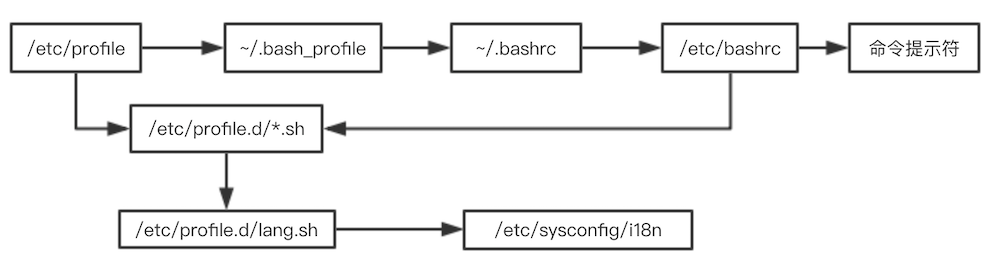 /etc/profile
~/.bash_profile
~/.bashrc
/etc/bashrc
命令提示符
/etc/profile.d/*.sh
/etc/profile.d/lang.sh
/etc/sysconfig/i18n